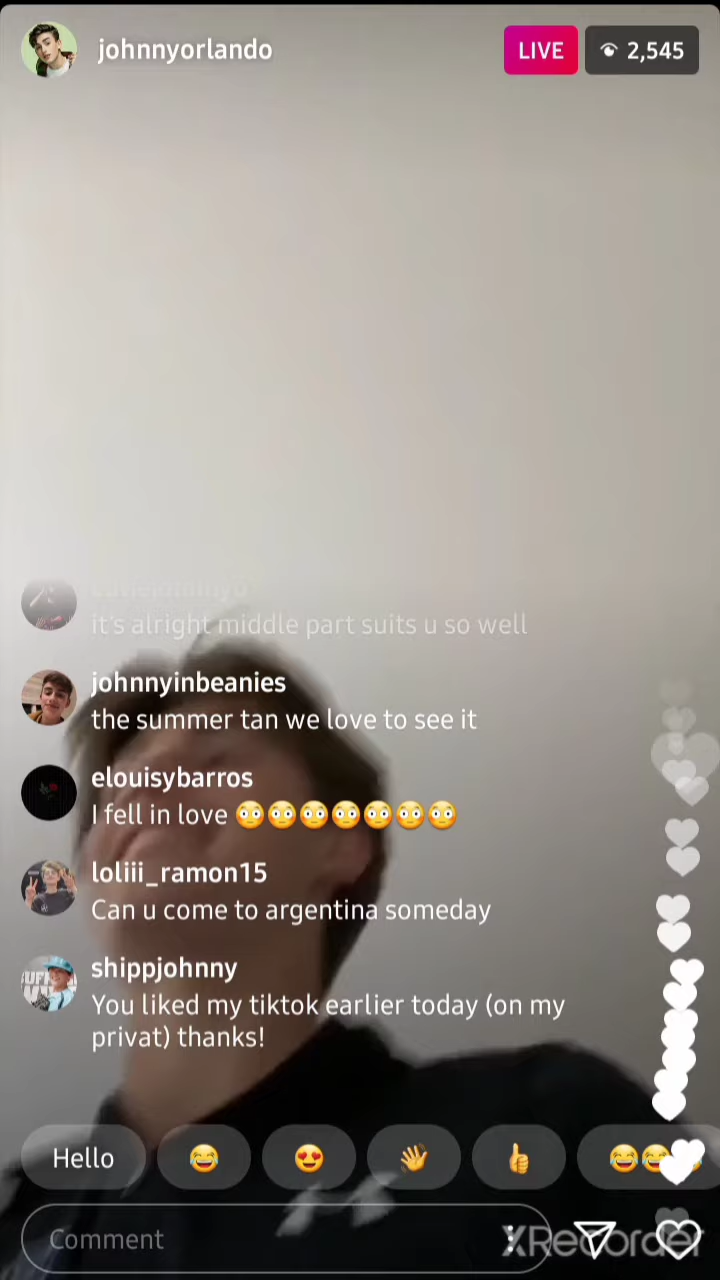 johnnyorlando
LIVE
2,545
it's alright middle part suits u so well
johnnyinbeanies
the summer tan we love to see it
elouisybarros
I fell in love 😳😳😳😳😳😳😳
loliii_ramon15
Can u come to argentina someday
shippjohnny
You liked my tiktok earlier today (on my
privat) thanks!
Hello 😂 😍 👋 👍 😂😂
Comment
XRecorder